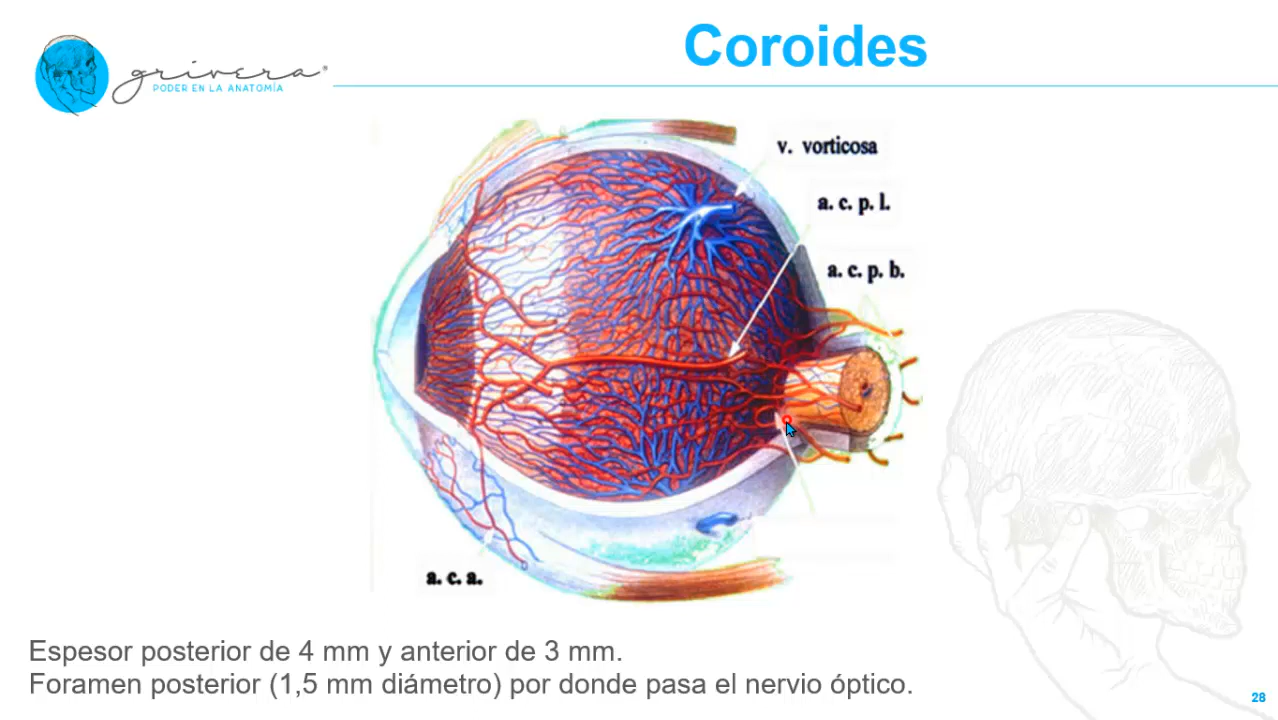 Coroides
grivera®
PODER EN LA ANATOMÍA
v. vorticosa
a. c. p. l.
a. c. p. b.
a. c. a.
Espesor posterior de 4 mm y anterior de 3 mm.
Foramen posterior (1,5 mm diámetro) por donde pasa el nervio óptico.
28